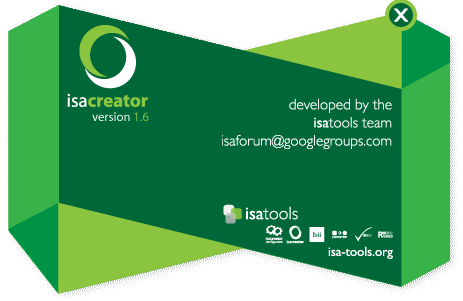 isacreator
version 1.6
developed by the
isatools team
isaforum@googlegroups.com
isatools
bii
isa-tools.org